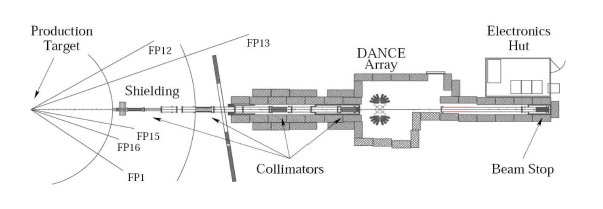 Production
Target
FP12
FP13
Shielding
DANCE
Array
Electronics
Hut
FP15
FP16
FP1
Collimators
Beam Stop